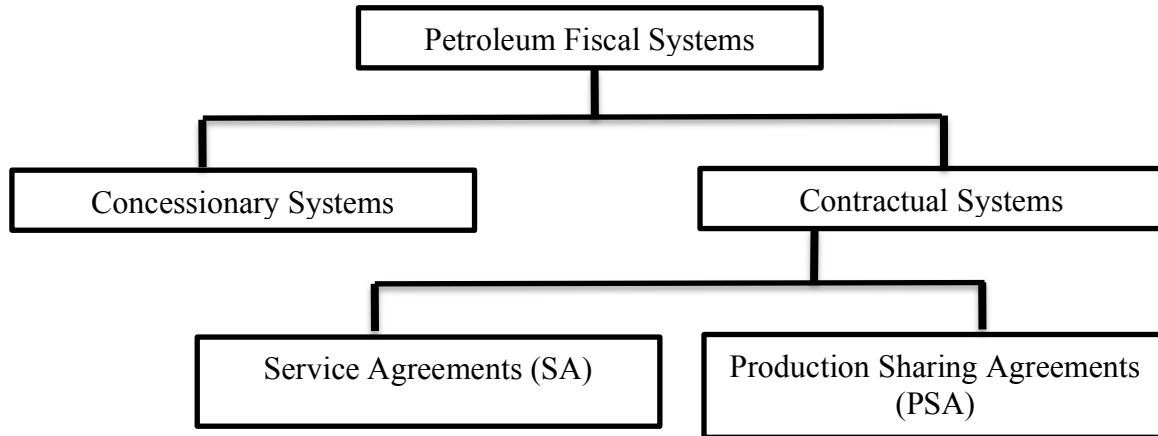 Petroleum Fiscal Systems
Concessionary Systems
Contractual Systems
Service Agreements (SA)
Production Sharing Agreements
(PSA)